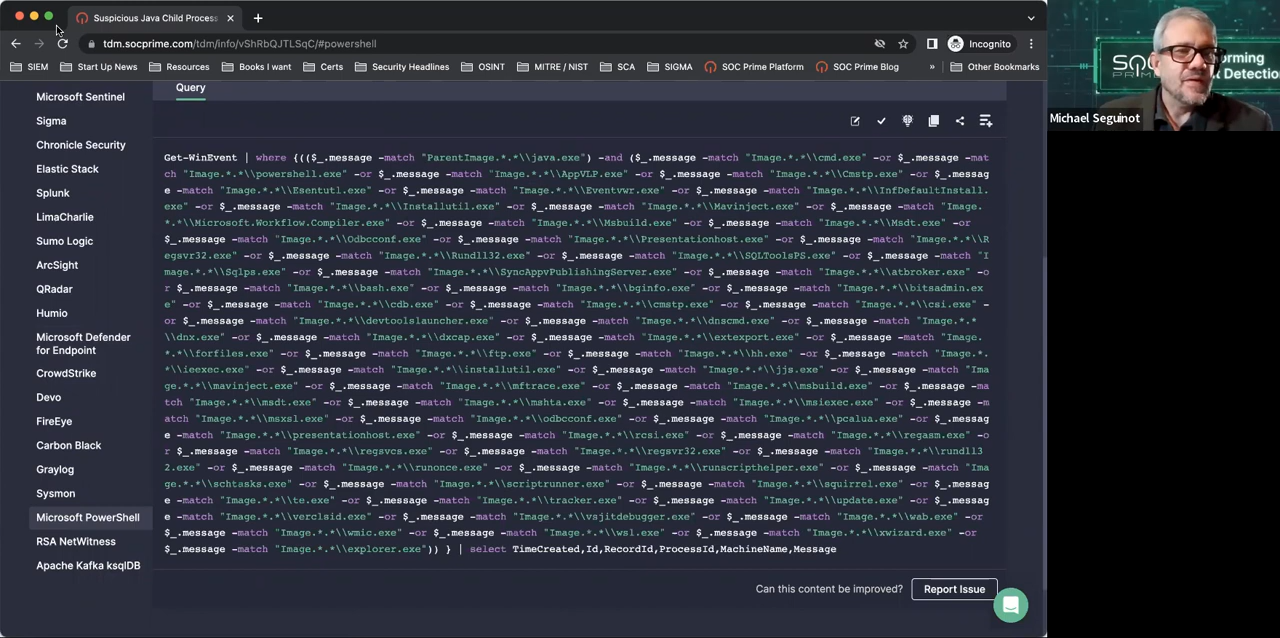 Suspicious Java Child Process
tdm.socprime.com/tdm/info/vShRbQJTLSqC/#powershell
Incognito
SIEM
Start Up News
Resources
Books I want
Certs
Security Headlines
OSINT
MITRE / NIST
SCA
SIGMA
SOC Prime Platform
SOC Prime Blog
»
Other Bookmarks
Microsoft Sentinel
Sigma
Chronicle Security
Elastic Stack
Splunk
LimaCharlie
Sumo Logic
ArcSight
QRadar
Humio
Microsoft Defender
for Endpoint
CrowdStrike
Devo
FireEye
Carbon Black
Graylog
Sysmon
Microsoft PowerShell
RSA NetWitness
Apache Kafka ksqlDB
Query
Get-WinEvent | where {(($_.message -match "ParentImage.*.*\\java.exe") -and ($_.message -match "Image.*.*\\cmd.exe" -or $_.message -mat
ch "Image.*.*\\powershell.exe" -or $_.message -match "Image.*.*\\AppVLP.exe" -or $_.message -match "Image.*.*\\Cmstp.exe" -or $_.messag
e -match "Image.*.*\\Esentutl.exe" -or $_.message -match "Image.*.*\\Eventvwr.exe" -or $_.message -match "Image.*.*\\InfDefaultInstall.
exe" -or $_.message -match "Image.*.*\\Installutil.exe" -or $_.message -match "Image.*.*\\Mavinject.exe" -or $_.message -match "Image.
*.*\\Microsoft.Workflow.Compiler.exe" -or $_.message -match "Image.*.*\\Msbuild.exe" -or $_.message -match "Image.*.*\\Msdt.exe" -or
$_.message -match "Image.*.*\\Odbcconf.exe" -or $_.message -match "Image.*.*\\Presentationhost.exe" -or $_.message -match "Image.*.*\\R
egsvr32.exe" -or $_.message -match "Image.*.*\\Rundll32.exe" -or $_.message -match "Image.*.*\\SQLToolsPS.exe" -or $_.message -match "I
mage.*.*\\Sqlps.exe" -or $_.message -match "Image.*.*\\SyncAppvPublishingServer.exe" -or $_.message -match "Image.*.*\\atbroker.exe" -o
r $_.message -match "Image.*.*\\bash.exe" -or $_.message -match "Image.*.*\\bginfo.exe" -or $_.message -match "Image.*.*\\bitsadmin.ex
e" -or $_.message -match "Image.*.*\\cdb.exe" -or $_.message -match "Image.*.*\\cmstp.exe" -or $_.message -match "Image.*.*\\csi.exe" -
or $_.message -match "Image.*.*\\devtoolslauncher.exe" -or $_.message -match "Image.*.*\\dnscmd.exe" -or $_.message -match "Image.*.*
\\dnx.exe" -or $_.message -match "Image.*.*\\dxcap.exe" -or $_.message -match "Image.*.*\\extexport.exe" -or $_.message -match "Image.
*.*\\forfiles.exe" -or $_.message -match "Image.*.*\\ftp.exe" -or $_.message -match "Image.*.*\\hh.exe" -or $_.message -match "Image.*.
*\\ieexec.exe" -or $_.message -match "Image.*.*\\installutil.exe" -or $_.message -match "Image.*.*\\jjs.exe" -or $_.message -match "Ima
ge.*.*\\mavinject.exe" -or $_.message -match "Image.*.*\\mftrace.exe" -or $_.message -match "Image.*.*\\msbuild.exe" -or $_.message -ma
tch "Image.*.*\\msdt.exe" -or $_.message -match "Image.*.*\\mshta.exe" -or $_.message -match "Image.*.*\\msiexec.exe" -or $_.message -m
atch "Image.*.*\\msxsl.exe" -or $_.message -match "Image.*.*\\odbcconf.exe" -or $_.message -match "Image.*.*\\pcalua.exe" -or $_.messag
e -match "Image.*.*\\presentationhost.exe" -or $_.message -match "Image.*.*\\rcsi.exe" -or $_.message -match "Image.*.*\\regasm.exe" -o
r $_.message -match "Image.*.*\\regsvcs.exe" -or $_.message -match "Image.*.*\\regsvr32.exe" -or $_.message -match "Image.*.*\\rundll3
2.exe" -or $_.message -match "Image.*.*\\runonce.exe" -or $_.message -match "Image.*.*\\runscripthelper.exe" -or $_.message -match "Ima
ge.*.*\\schtasks.exe" -or $_.message -match "Image.*.*\\scriptrunner.exe" -or $_.message -match "Image.*.*\\squirrel.exe" -or $_.messag
e -match "Image.*.*\\te.exe" -or $_.message -match "Image.*.*\\tracker.exe" -or $_.message -match "Image.*.*\\update.exe" -or $_.messag
e -match "Image.*.*\\verclsid.exe" -or $_.message -match "Image.*.*\\vsjitdebugger.exe" -or $_.message -match "Image.*.*\\wab.exe" -or
$_.message -match "Image.*.*\\wmic.exe" -or $_.message -match "Image.*.*\\wsl.exe" -or $_.message -match "Image.*.*\\xwizard.exe" -or
$_.message -match "Image.*.*\\explorer.exe")) } | select TimeCreated,Id,RecordId,ProcessId,MachineName,Message
Can this content be improved?
Report Issue
Michael Seguinot